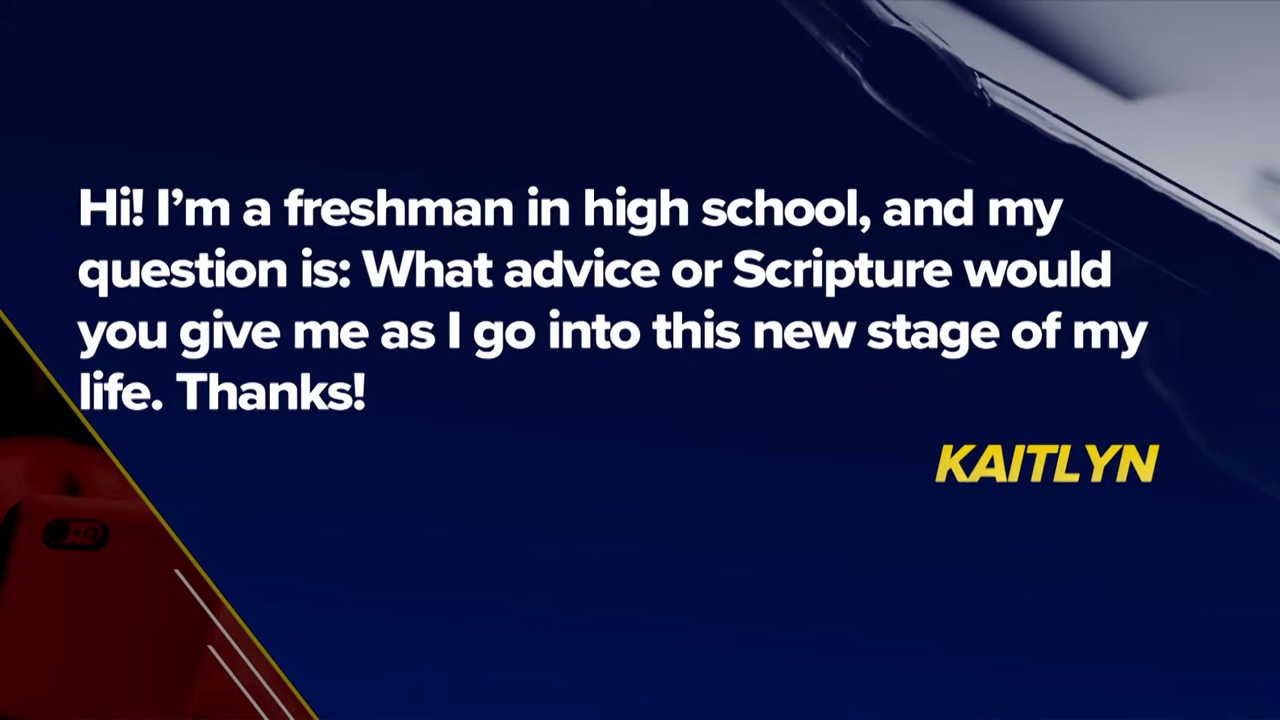 Hi! I’m a freshman in high school, and my
question is: What advice or Scripture would
you give me as I go into this new stage of my
life. Thanks!
KAITLYN